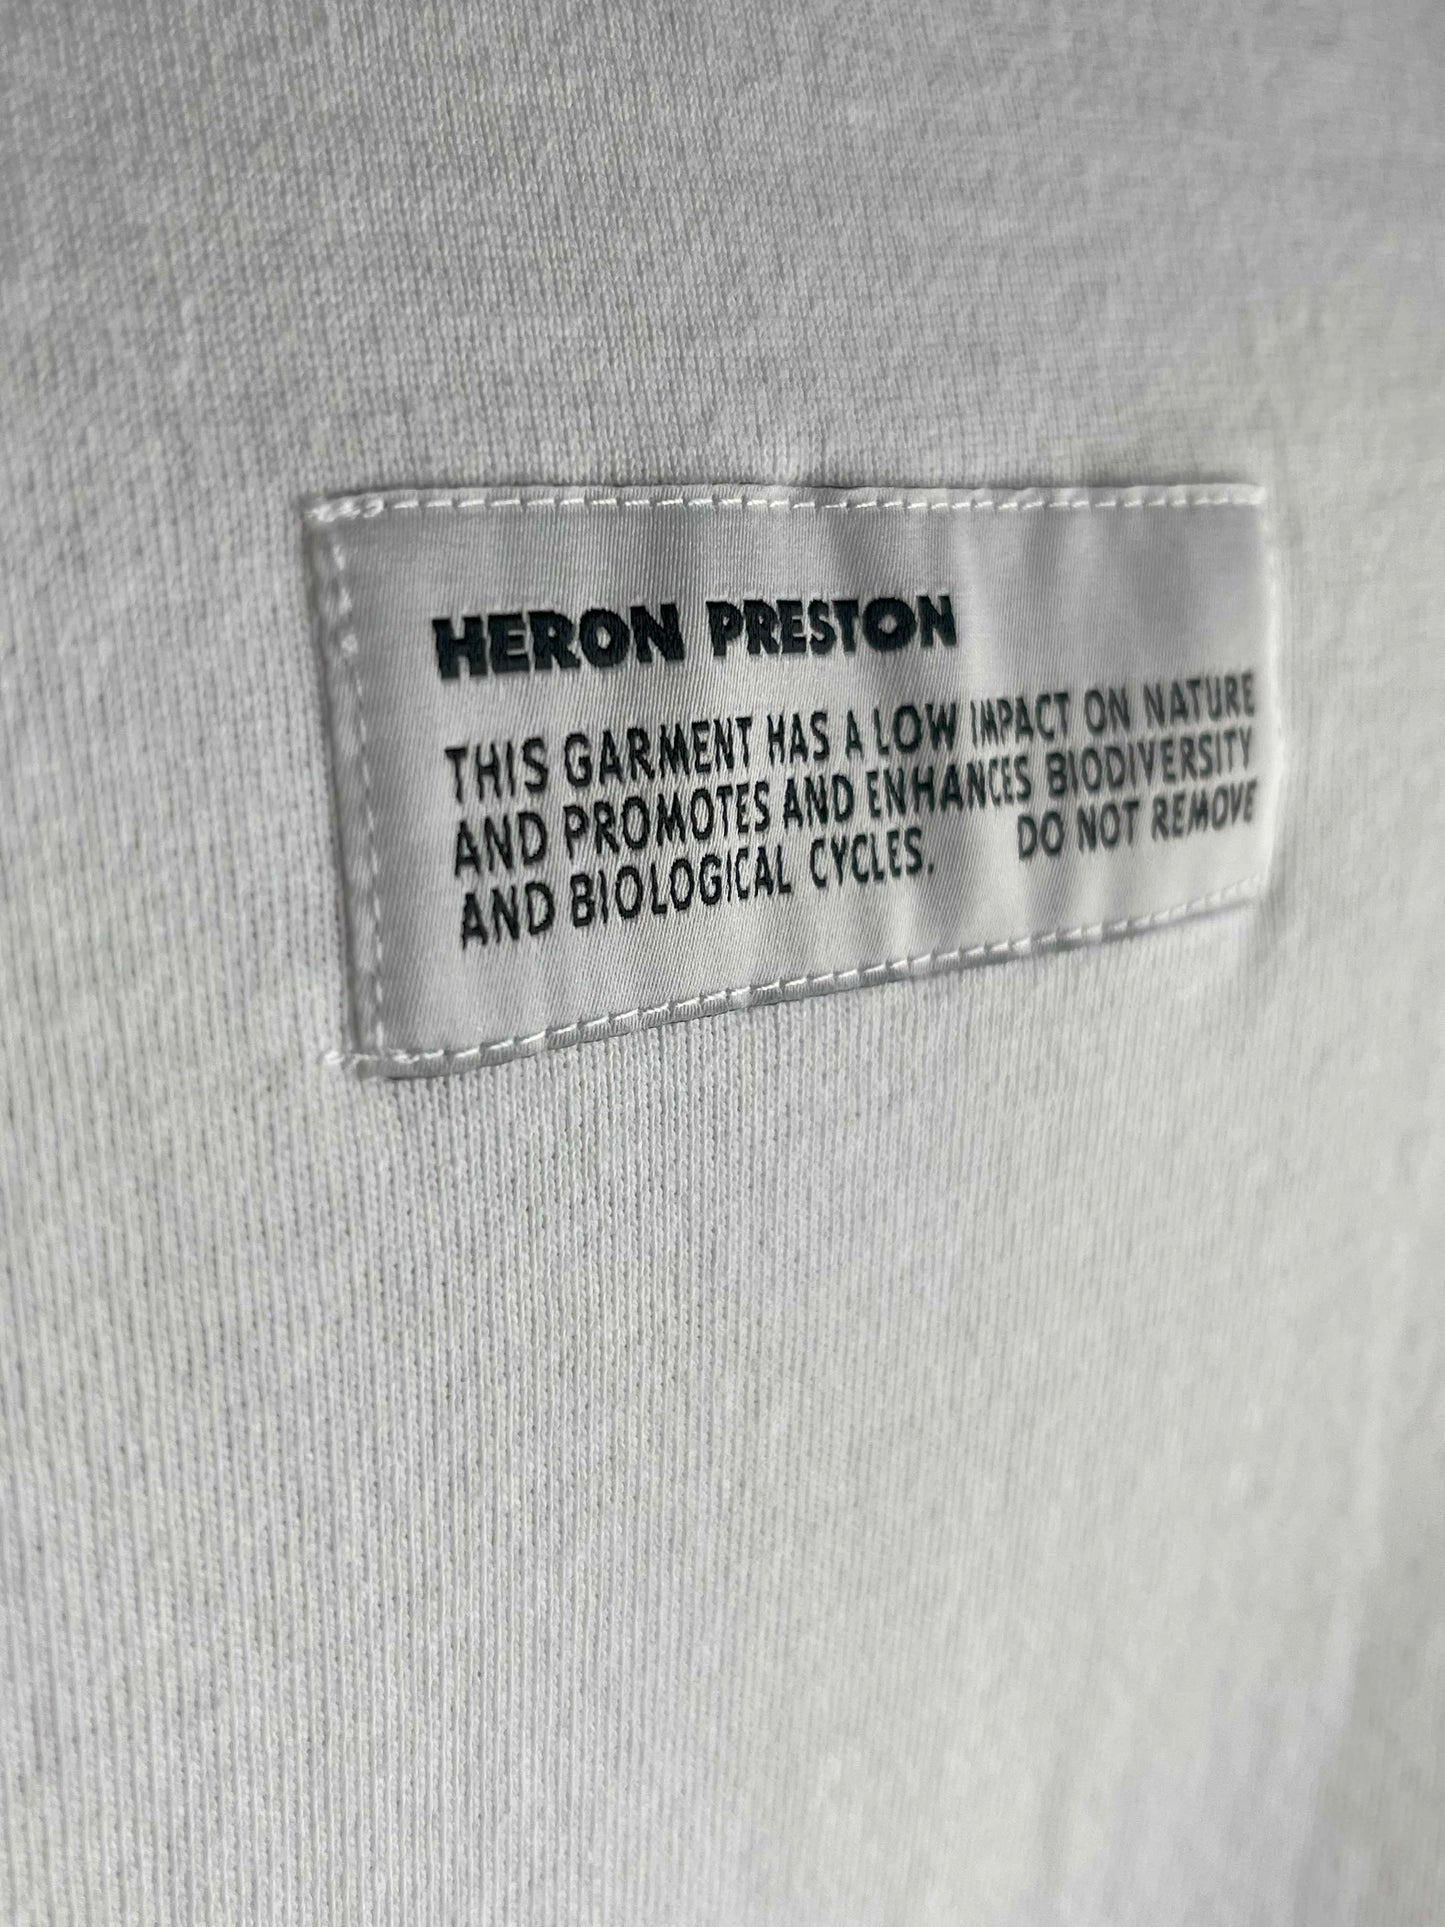 HERON PRESTON
THIS GARMENT HAS A LOW IMPACT ON NATURE
AND PROMOTES AND ENHANCES BIODIVERSITY
AND BIOLOGICAL CYCLES. DO NOT REMOVE